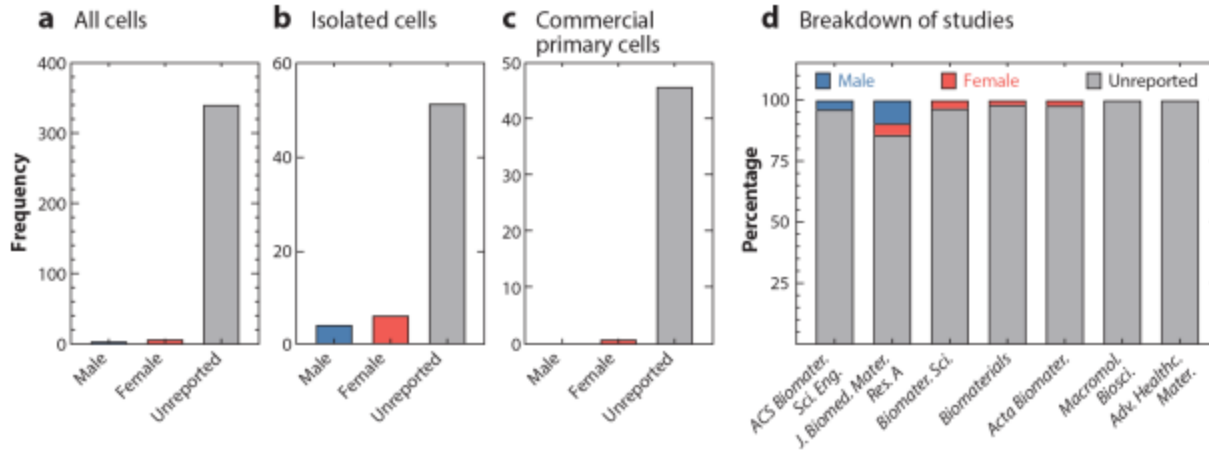 a All cells
b Isolated cells
c Commercial
primary cells
d Breakdown of studies
Frequency
400
300
200
100
0
Male
Female
Unreported
60
40
20
0
Male
Female
Unreported
50
40
30
20
10
0
Male
Female
Unreported
Percentage
Male Female Unreported
100
75
50
25
ACS Biomater.
Sci. Eng.
J. Biomed. Mater.
Res. A
Biomater. Sci.
Biomaterials
Acta Biomater.
Macromol.
Biosci.
Adv. Healthc.
Mater.